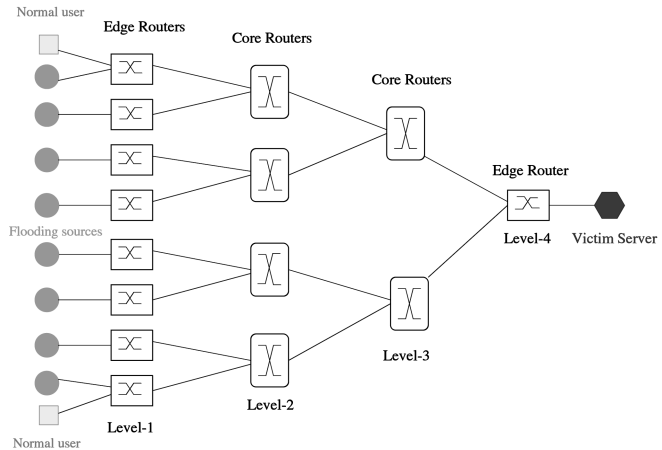 Normal user
Edge Routers
Core Routers
Core Routers
Edge Router
Flooding sources
Level-4
Victim Server
Level-3
Level-2
Level-1
Normal user